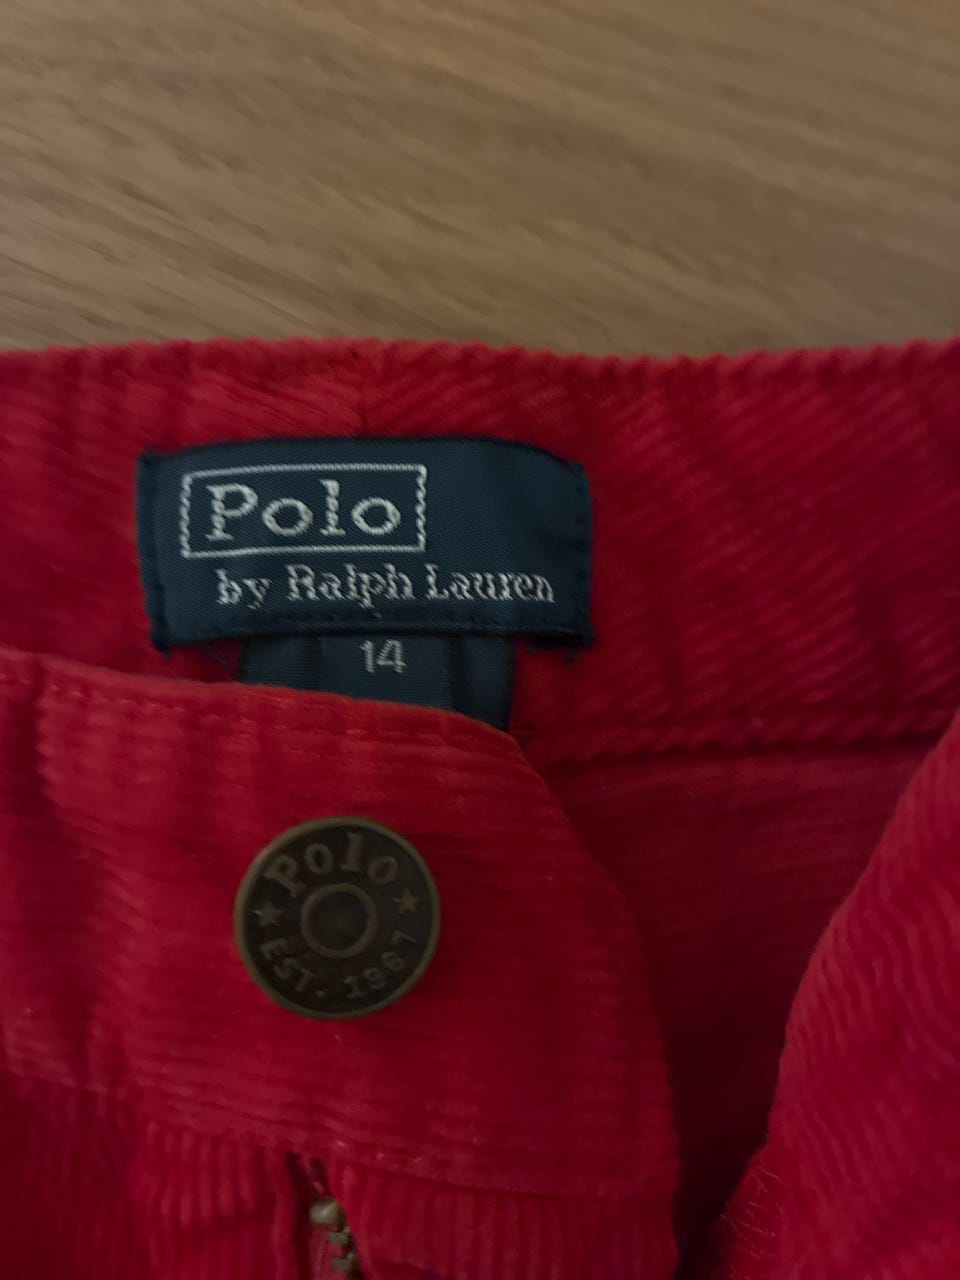 Polo
by Ralph Lauren
14
Polo
EST. 1967